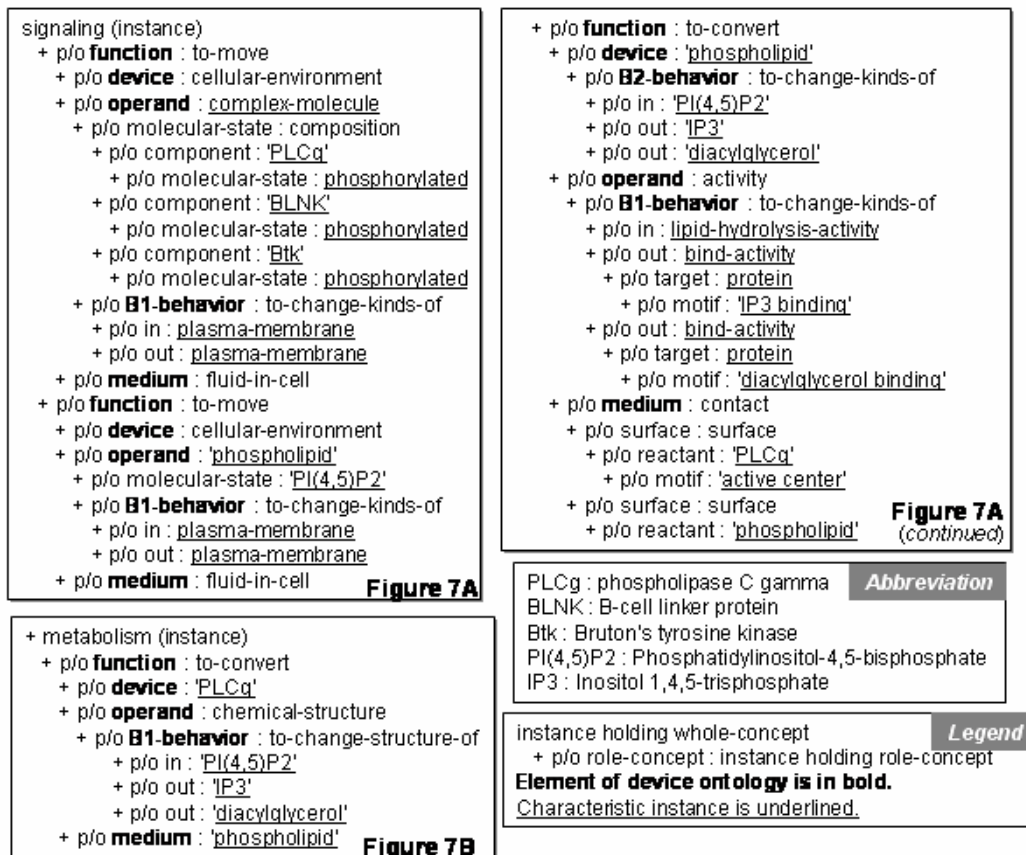 signaling (instance)
+ p/o function : to-move
+ p/o device : cellular-environment
+ p/o operand : complex-molecule
+ p/o molecular-state : composition
+ p/o component : 'PLCg'
+ p/o molecular-state : phosphorylated
+ p/o component : 'BLNK'
+ p/o molecular-state : phosphorylated
+ p/o component : 'Btk'
+ p/o molecular-state : phosphorylated
+ p/o B1-behavior : to-change-kinds-of
+ p/o in : plasma-membrane
+ p/o out : plasma-membrane
+ p/o medium : fluid-in-cell
+ p/o function : to-move
+ p/o device : cellular-environment
+ p/o operand : 'phospholipid'
+ p/o molecular-state : 'PI(4,5)P2'
+ p/o B1-behavior : to-change-kinds-of
+ p/o in : plasma-membrane
+ p/o out : plasma-membrane
+ p/o medium : fluid-in-cell
Figure 7A
+ p/o function : to-convert
+ p/o device : 'phospholipid'
+ p/o B2-behavior : to-change-kinds-of
+ p/o in : 'PI(4,5)P2'
+ p/o out : 'IP3'
+ p/o out : 'diacylglycerol'
+ p/o operand : activity
+ p/o B1-behavior : to-change-kinds-of
+ p/o in : lipid-hydrolysis-activity
+ p/o out : bind-activity
+ p/o target : protein
+ p/o motif : 'IP3 binding'
+ p/o out : bind-activity
+ p/o target : protein
+ p/o motif : 'diacylglycerol binding'
+ p/o medium : contact
+ p/o surface : surface
+ p/o reactant : 'PLCg'
+ p/o motif : 'active center'
+ p/o surface : surface
+ p/o reactant : 'phospholipid'
Figure 7A
(continued)
+ metabolism (instance)
+ p/o function : to-convert
+ p/o device : 'PLCg'
+ p/o operand : chemical-structure
+ p/o B1-behavior : to-change-structure-of
+ p/o in : 'PI(4,5)P2'
+ p/o out : 'IP3'
+ p/o out : 'diacylglycerol'
+ p/o medium : 'phospholipid'
Figure 7B
Abbreviation
PLCg : phospholipase C gamma
BLNK : B-cell linker protein
Btk : Bruton's tyrosine kinase
PI(4,5)P2 : Phosphatidylinositol-4,5-bisphosphate
IP3 : Inositol 1,4,5-trisphosphate
Legend
instance holding whole-concept
+ p/o role-concept : instance holding role-concept
Element of device ontology is in bold.
Characteristic instance is underlined.